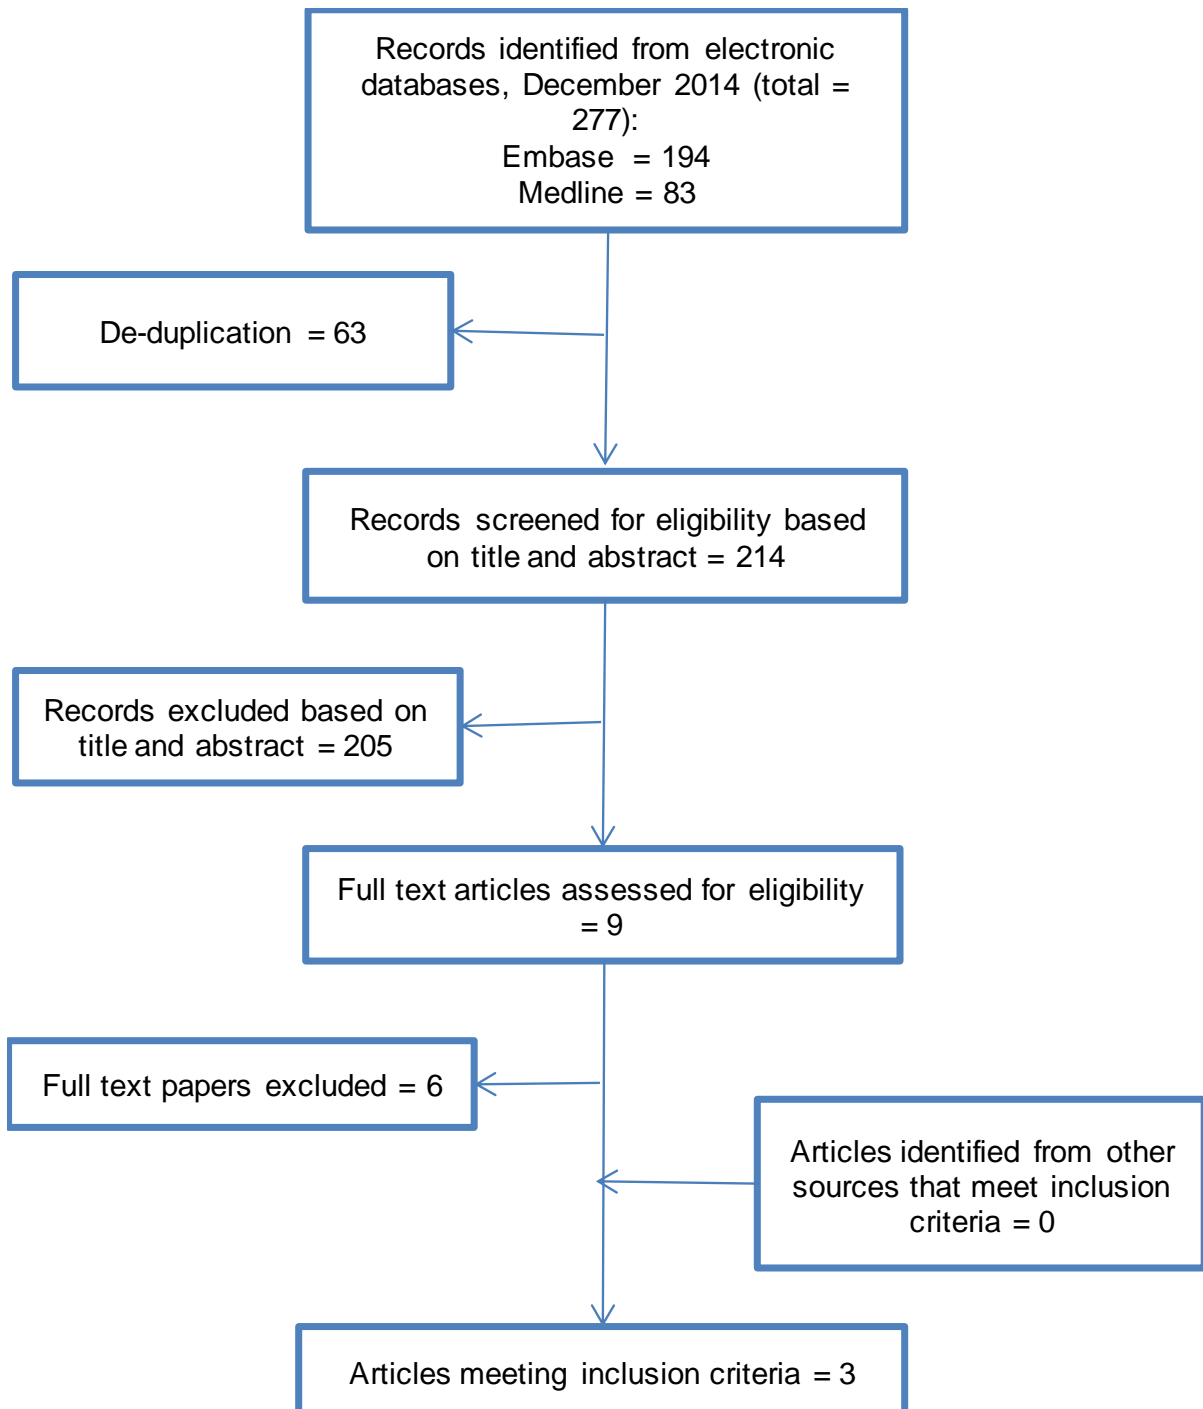 Records identified from electronic
databases, December 2014 (total =
277):
Embase = 194
Medline = 83
De-duplication = 63
Records screened for eligibility based
on title and abstract = 214
Records excluded based on
title and abstract = 205
Full text articles assessed for eligibility
= 9
Full text papers excluded = 6
Articles identified from other
sources that meet inclusion
criteria = 0
Articles meeting inclusion criteria = 3